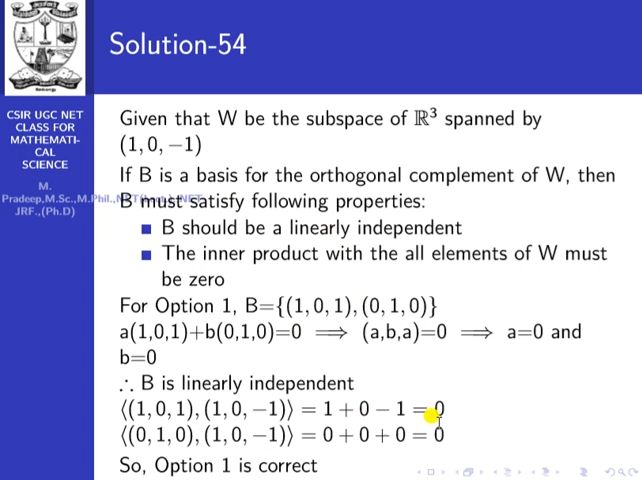 Solution-54
CSIR UGC NET
CLASS FOR
MATHEMATI-
CAL
SCIENCE
M.
Pradeep,M.Sc.,M.Phil.,
JRF.,(Ph.D)
Given that W be the subspace of ℝ³ spanned by
(1, 0, −1)
If B is a basis for the orthogonal complement of W, then
B must satisfy following properties:
■ B should be a linearly independent
■ The inner product with the all elements of W must
be zero
For Option 1, B={(1, 0, 1), (0, 1, 0)}
a(1,0,1)+b(0,1,0)=0 ⟹ (a,b,a)=0 ⟹ a=0 and
b=0
∴ B is linearly independent
⟨(1, 0, 1), (1, 0, −1)⟩ = 1 + 0 − 1 = 0
⟨(0, 1, 0), (1, 0, −1)⟩ = 0 + 0 + 0 = 0
So, Option 1 is correct